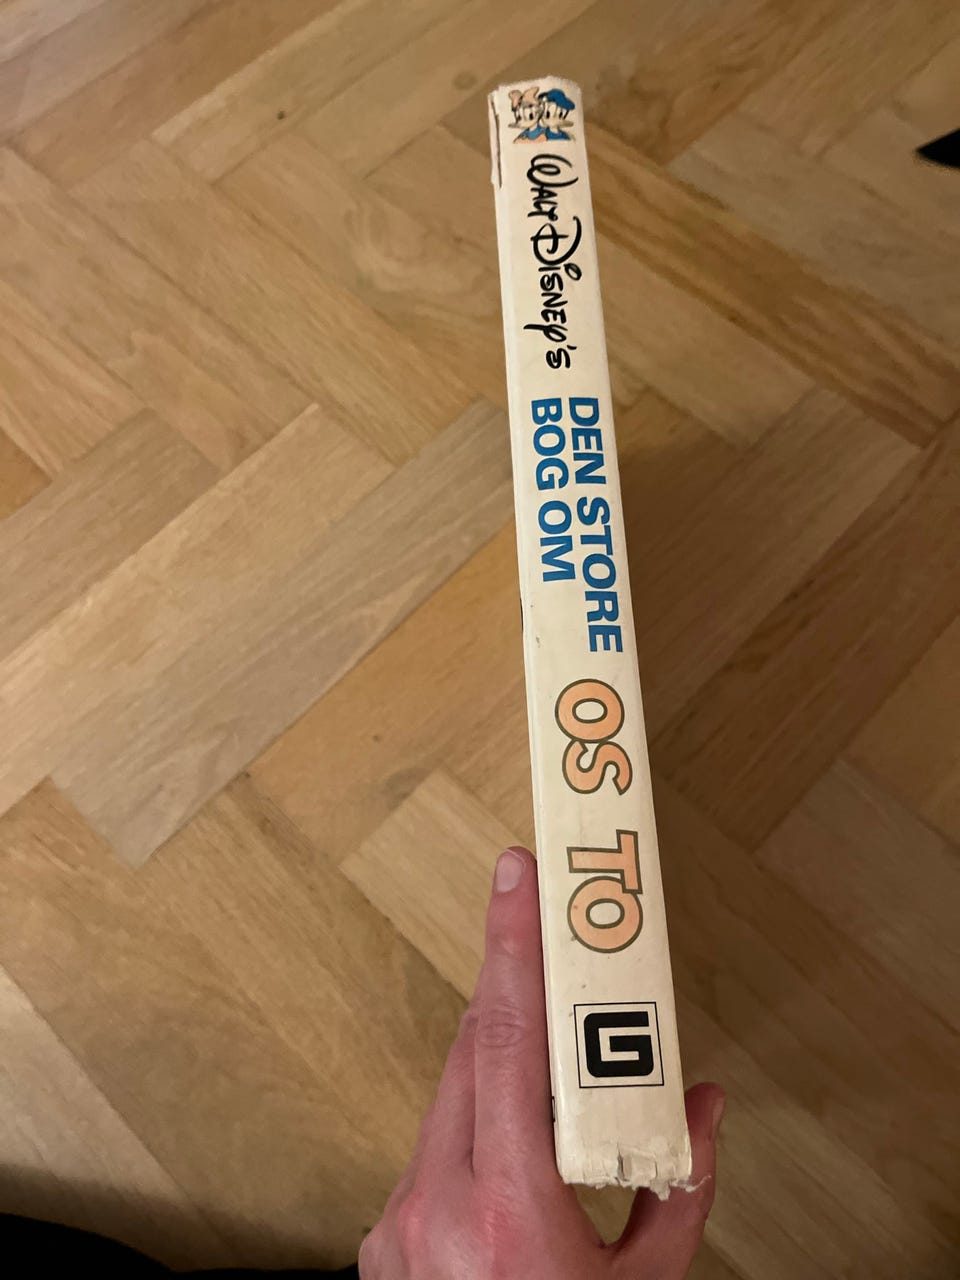 WALT DISNEY'S
DEN STORE
BOG OM
OS TO
G